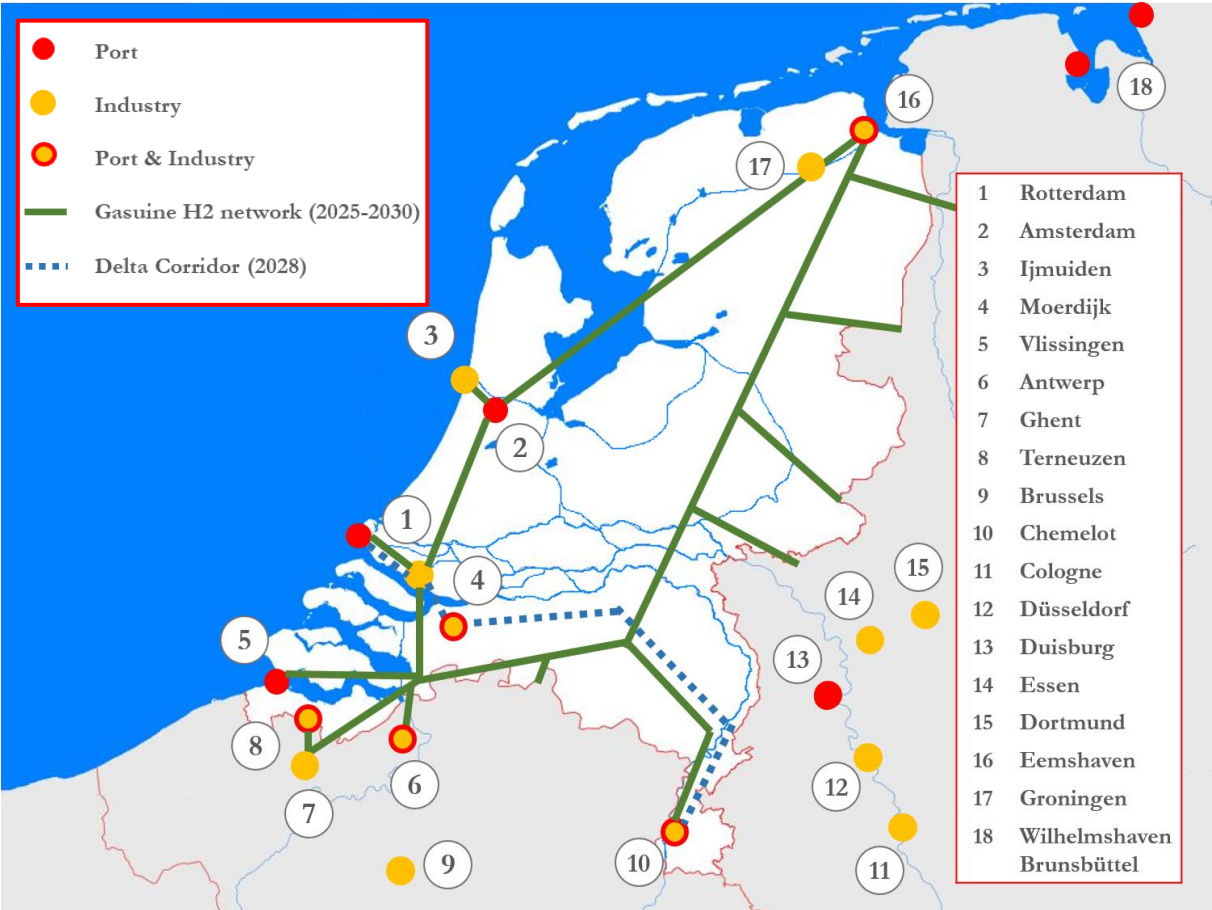 Port
Industry
Port & Industry
Gasuine H2 network (2025-2030)
Delta Corridor (2028)
16
18
17
3
2
1
4
15
14
5
13
8
6
12
7
9
10
11
1 Rotterdam
2 Amsterdam
3 Ijmuiden
4 Moerdijk
5 Vlissingen
6 Antwerp
7 Ghent
8 Terneuzen
9 Brussels
10 Chemelot
11 Cologne
12 Düsseldorf
13 Duisburg
14 Essen
15 Dortmund
16 Eemshaven
17 Groningen
18 Wilhelmshaven
Brunsbüttel